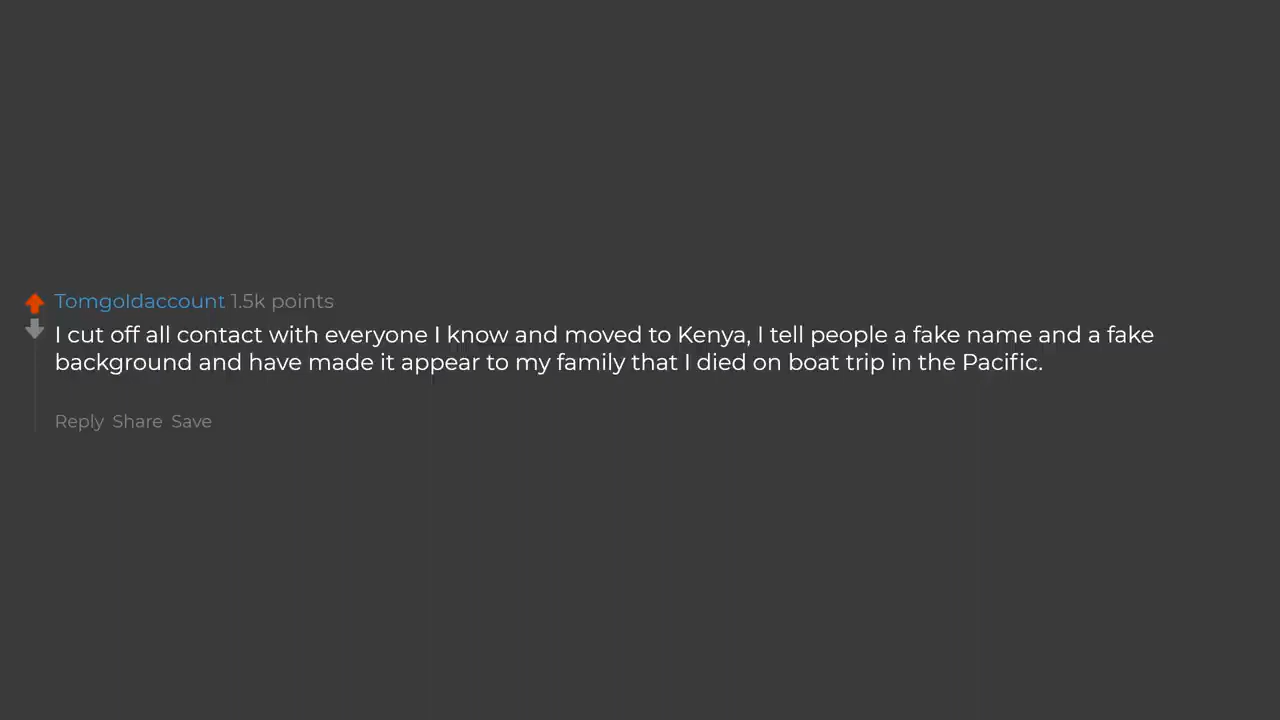 Tomgoldaccount 1.5k points
I cut off all contact with everyone I know and moved to Kenya, I tell people a fake name and a fake
background and have made it appear to my family that I died on boat trip in the Pacific.
Reply Share Save